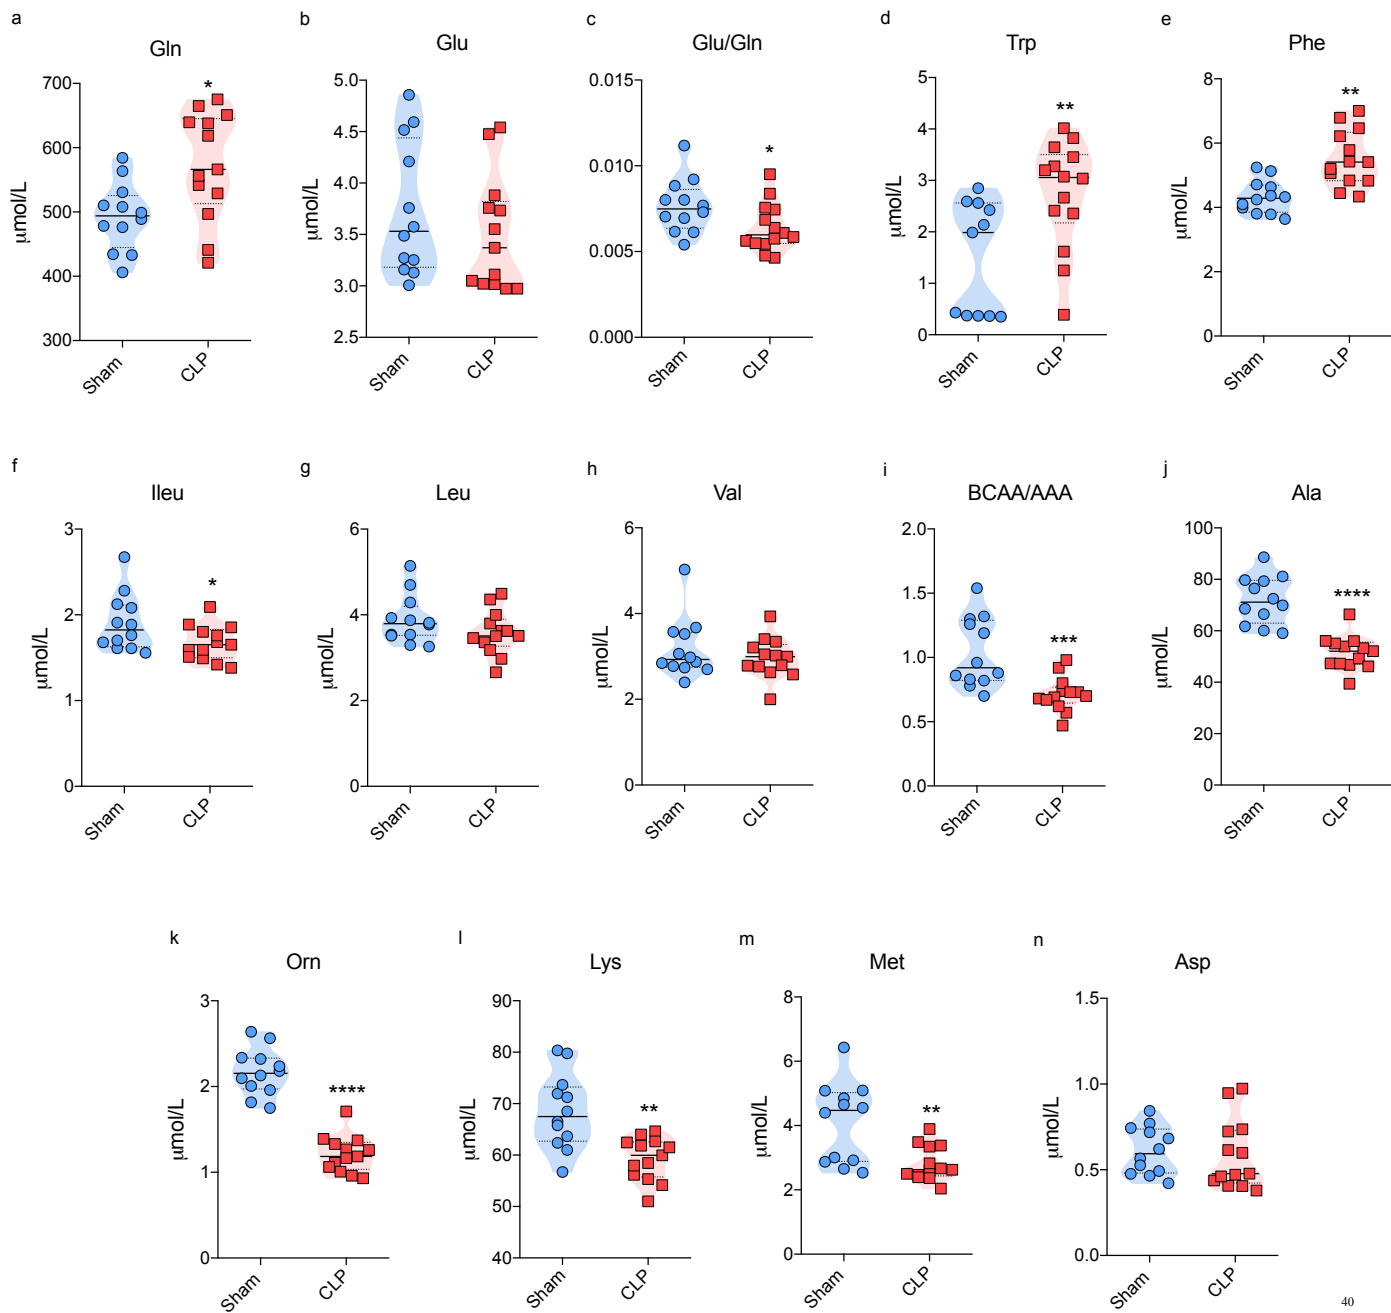 a
Gln
μmol/L
700
600
500
400
300
*
Sham
CLP
b
Glu
5.0
4.5
4.0
3.5
3.0
2.5
Sham
CLP
c
Glu/Gln
0.015
0.010
0.005
0.000
*
Sham
CLP
d
Trp
5
4
3
2
1
0
**
Sham
CLP
e
Phe
8
6
4
2
0
**
Sham
CLP
f
Ileu
μmol/L
3
2
1
0
*
Sham
CLP
g
Leu
μmol/L
6
4
2
0
Sham
CLP
h
Val
μmol/L
6
4
2
0
Sham
CLP
i
BCAA/AAA
μmol/L
2.0
1.5
1.0
0.5
0.0
***
Sham
CLP
j
Ala
μmol/L
100
80
60
40
20
0
****
Sham
CLP
k
Orn
μmol/L
3
2
1
0
****
Sham
CLP
l
Lys
μmol/L
90
80
70
60
50
40
**
Sham
CLP
m
Met
μmol/L
8
6
4
2
0
**
Sham
CLP
n
Asp
μmol/L
1.5
1.0
0.5
0.0
Sham
CLP
40